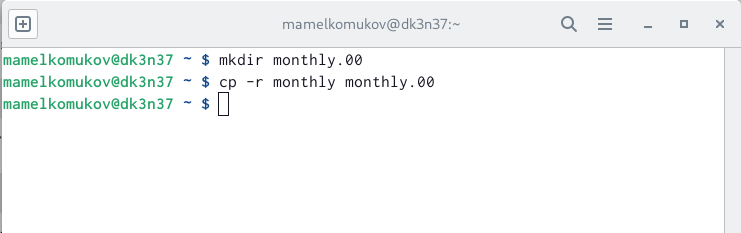 mamelkomukov@dk3n37:~
mamelkomukov@dk3n37 ~ $ mkdir monthly.00
mamelkomukov@dk3n37 ~ $ cp -r monthly monthly.00
mamelkomukov@dk3n37 ~ $